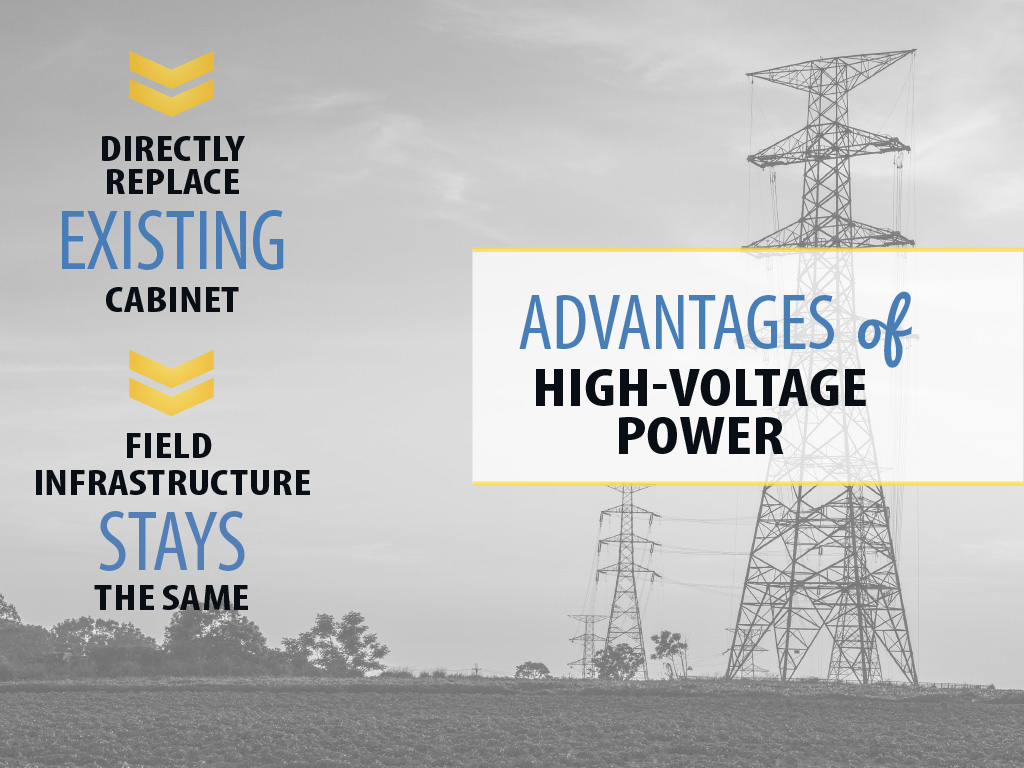 DIRECTLY
REPLACE
EXISTING
CABINET
FIELD
INFRASTRUCTURE
STAYS
THE SAME
ADVANTAGES of
HIGH-VOLTAGE
POWER